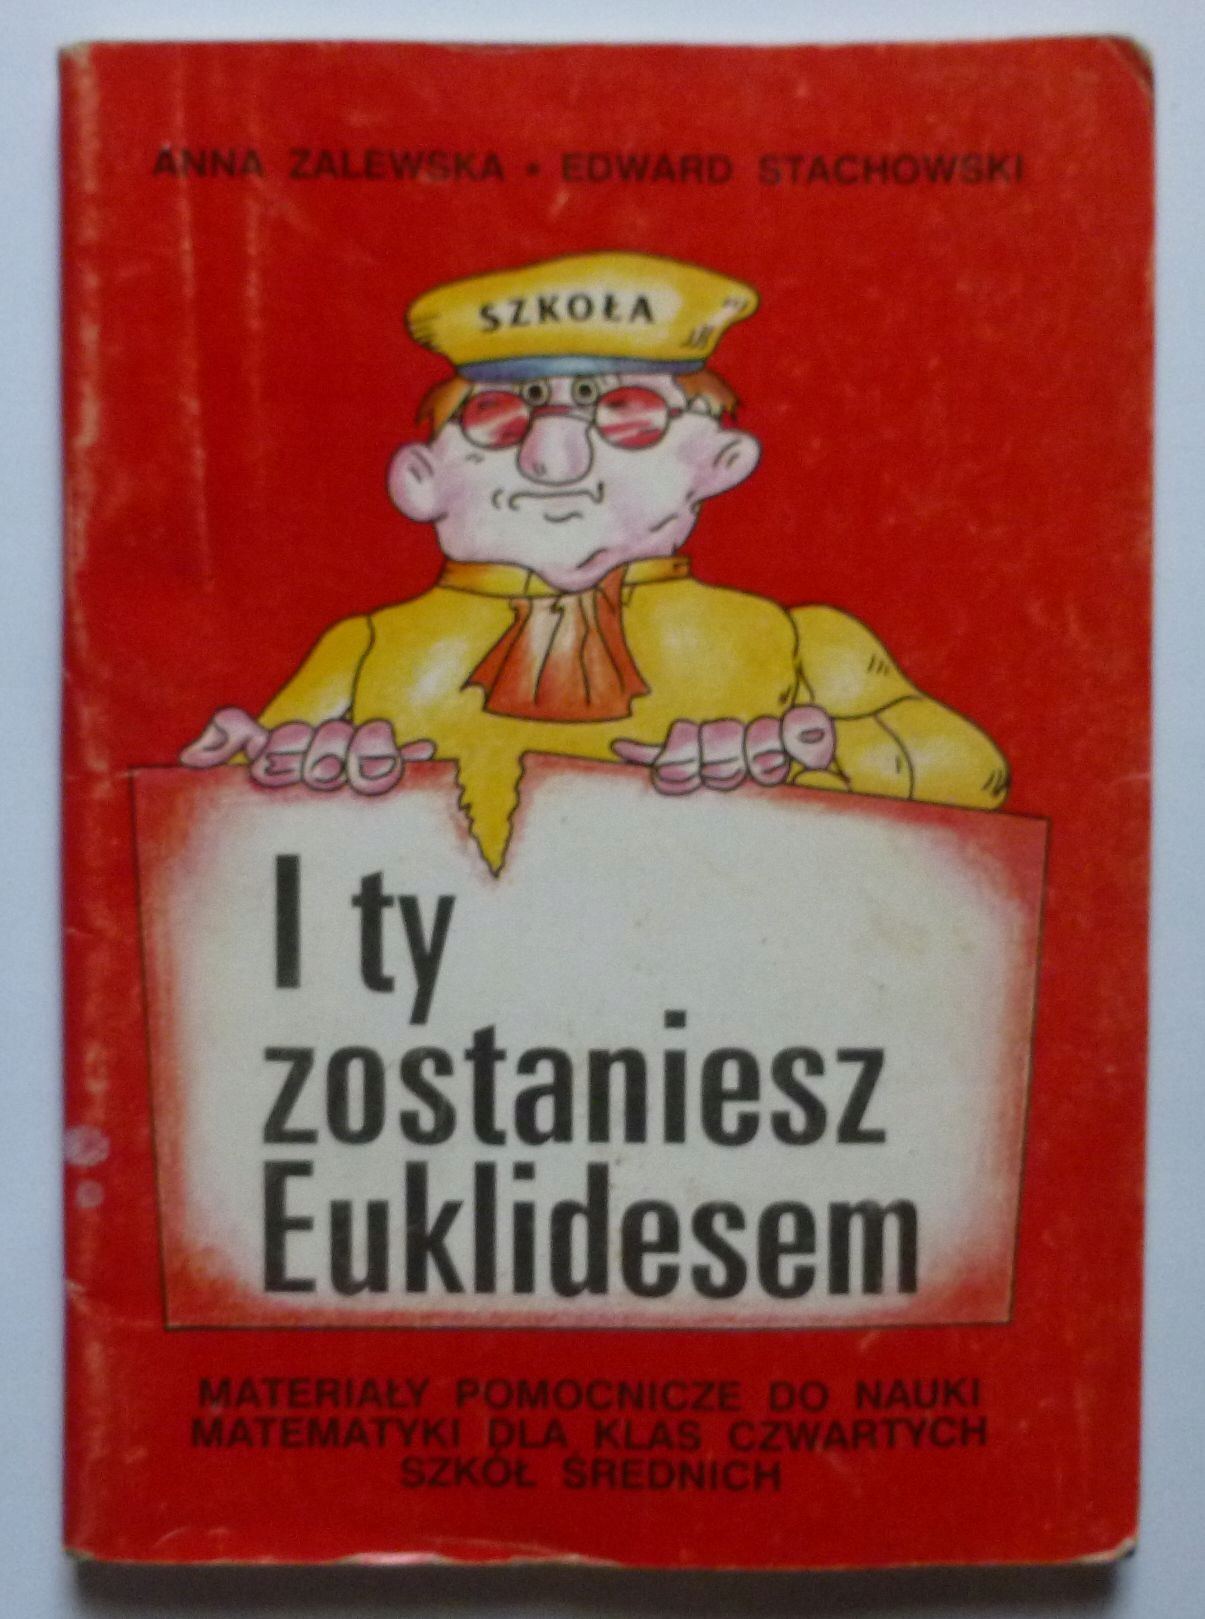 ANNA ZALEWSKA • EDWARD STACHOWSKI
SZKOŁA
I ty
zostaniesz
Euklidesem
MATERIAŁY POMOCNICZE DO NAUKI
MATEMATYKI DLA KLAS CZWARTYCH
SZKÓŁ ŚREDNICH